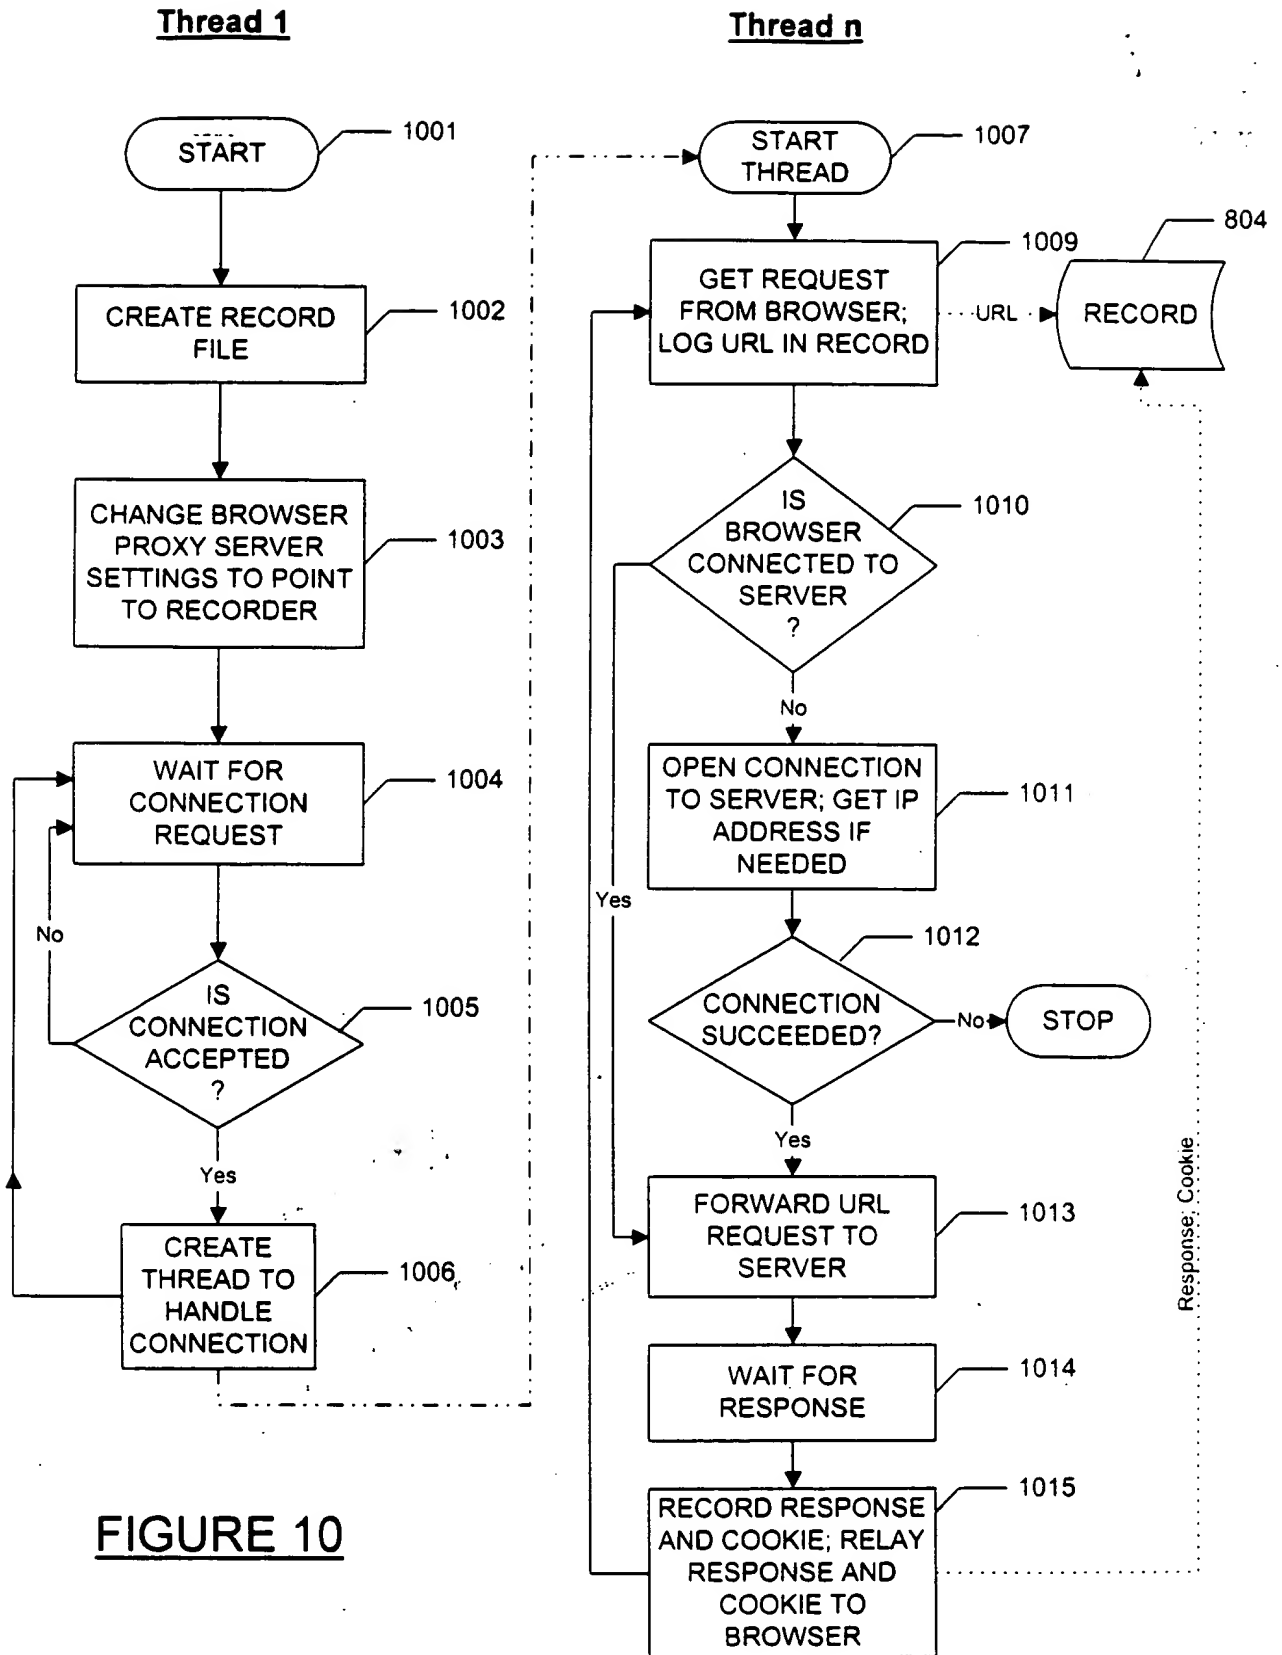 Thread 1
START
1001
CREATE RECORD
FILE
1002
CHANGE BROWSER
PROXY SERVER
SETTINGS TO POINT
TO RECORDER
1003
WAIT FOR
CONNECTION
REQUEST
1004
No
IS
CONNECTION
ACCEPTED
?
1005
Yes
CREATE
THREAD TO
HANDLE
CONNECTION
1006
Thread n
START
THREAD
1007
GET REQUEST
FROM BROWSER;
LOG URL IN RECORD
1009
URL
RECORD
804
IS
BROWSER
CONNECTED TO
SERVER
?
1010
No
Yes
OPEN CONNECTION
TO SERVER; GET IP
ADDRESS IF
NEEDED
1011
CONNECTION
SUCCEEDED?
1012
No
STOP
Yes
FORWARD URL
REQUEST TO
SERVER
1013
WAIT FOR
RESPONSE
1014
RECORD RESPONSE
AND COOKIE; RELAY
RESPONSE AND
COOKIE TO
BROWSER
1015
Response; Cookie
FIGURE 10